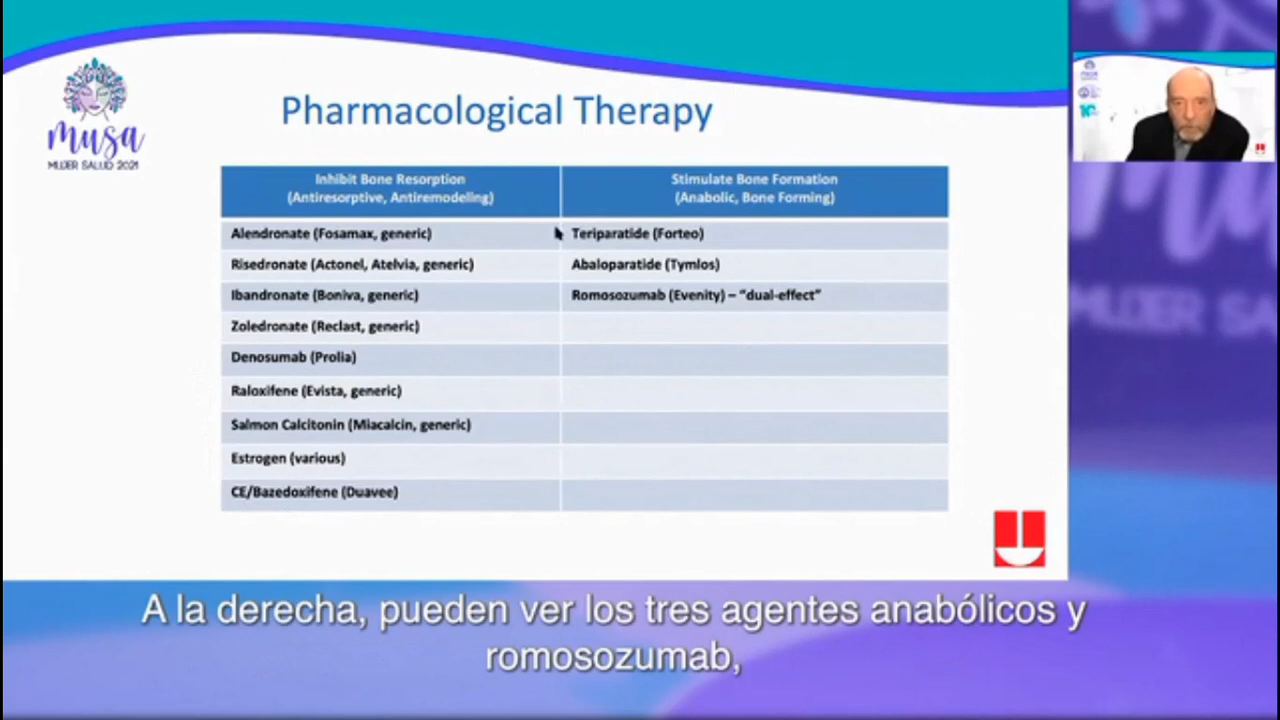 musa
MUJER SALUD 2021
Pharmacological Therapy
Inhibit Bone Resorption
(Antiresorptive, Antiremodeling)
Stimulate Bone Formation
(Anabolic, Bone Forming)
Alendronate (Fosamax, generic)
Teriparatide (Forteo)
Risedronate (Actonel, Atelvia, generic)
Abaloparatide (Tymlos)
Ibandronate (Boniva, generic)
Romosozumab (Evenity) – “dual-effect”
Zoledronate (Reclast, generic)
Denosumab (Prolia)
Raloxifene (Evista, generic)
Salmon Calcitonin (Miacalcin, generic)
Estrogen (various)
CE/Bazedoxifene (Duavee)
MUJER SA
A la derecha, pueden ver los tres agentes anabólicos y
romosozumab,